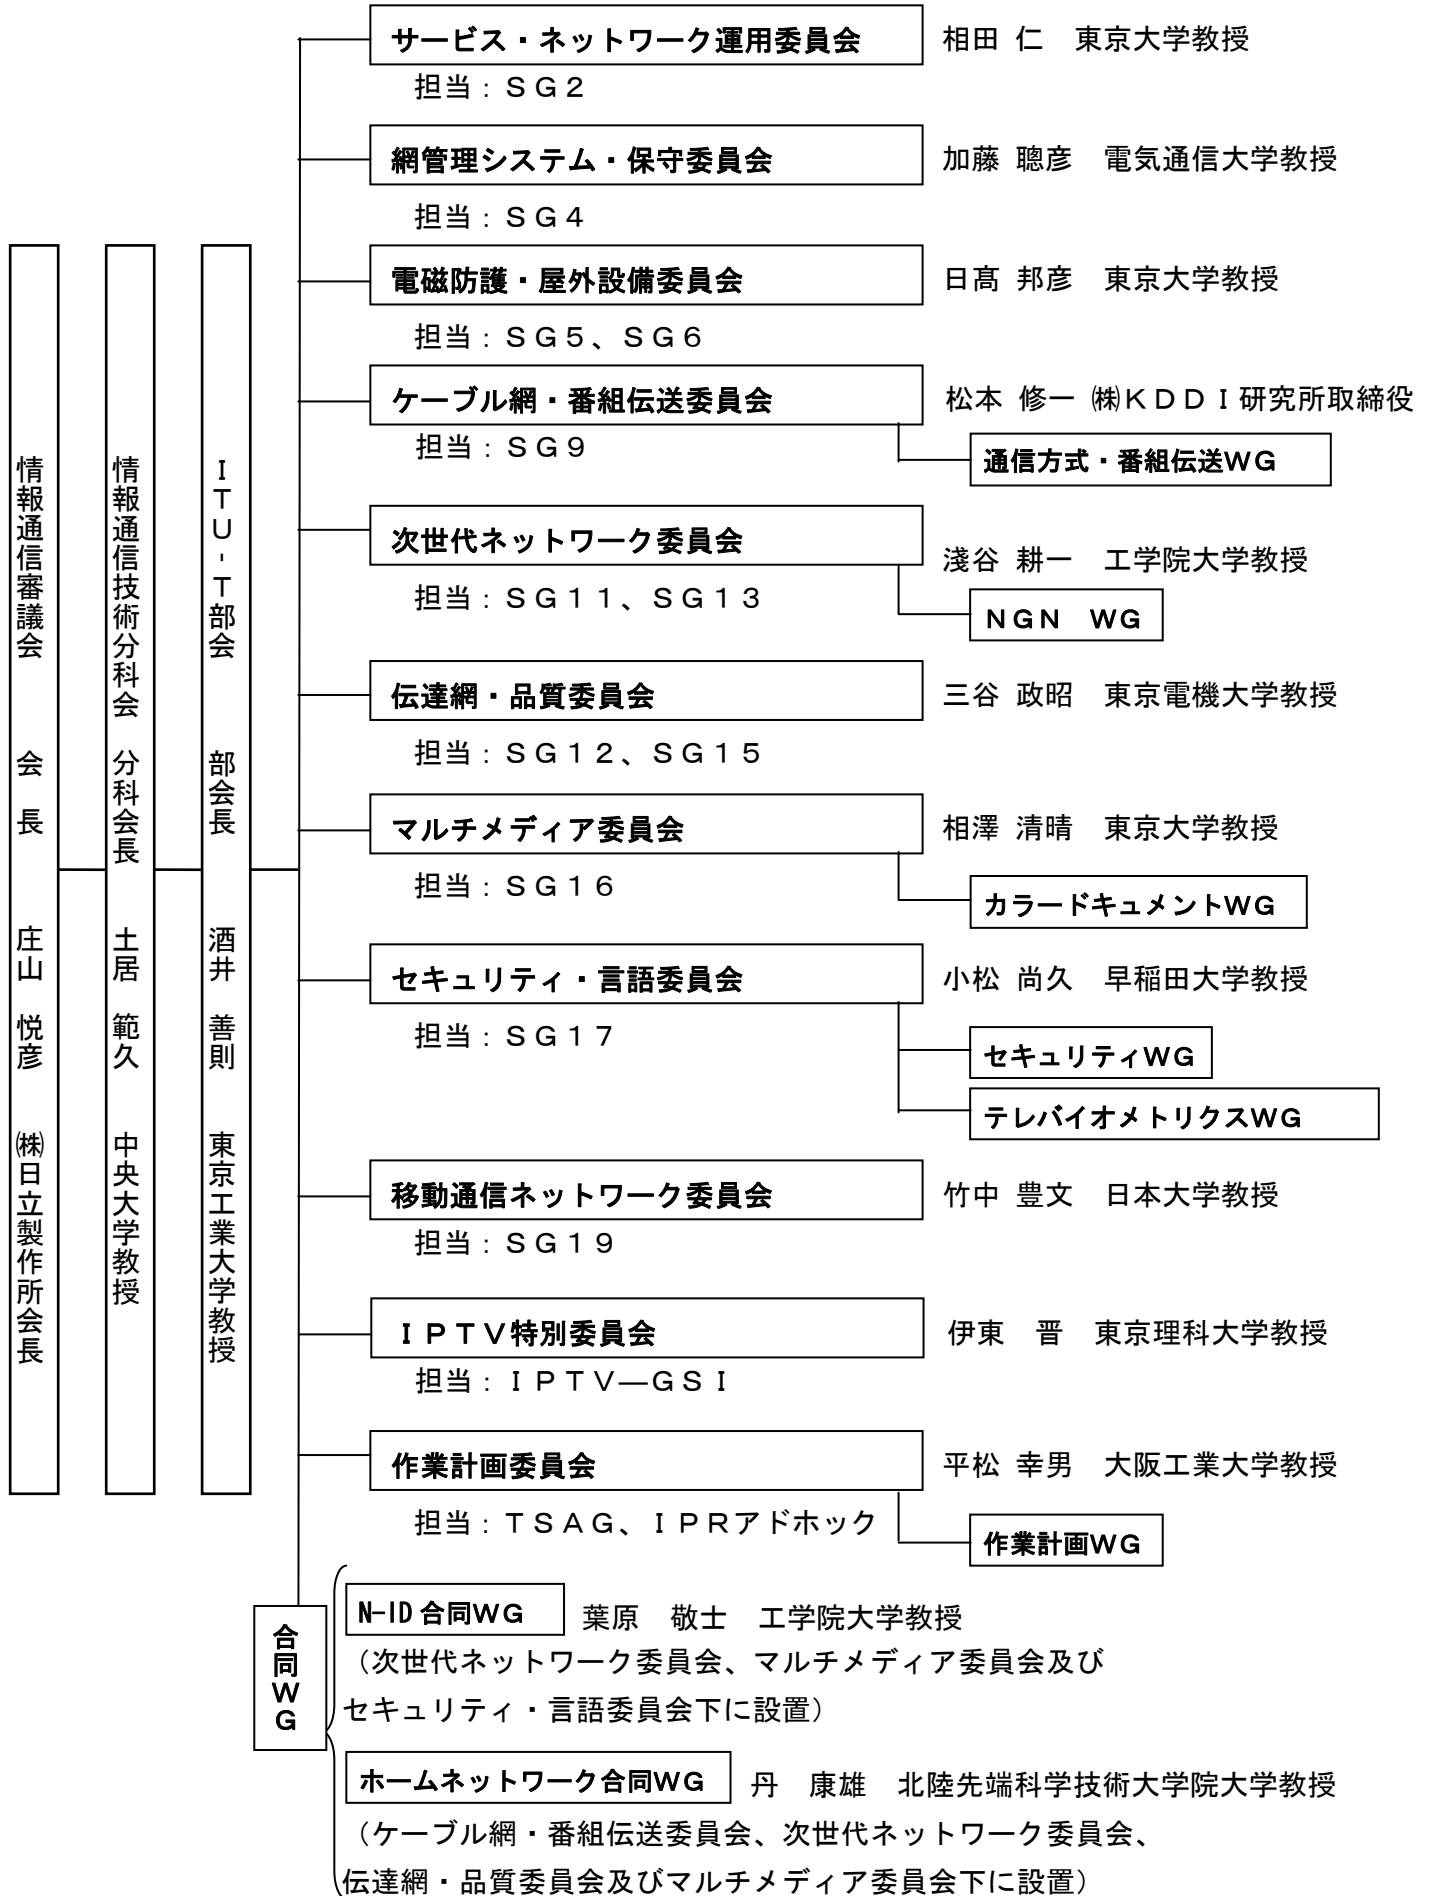 情報通信審議会　会　長　庄山　悦彦　㈱日立製作所会長
情報通信技術分科会　分科会長　土居　範久　中央大学教授
ＩＴＵ-Ｔ部会　部会長　酒井　善則　東京工業大学教授
サービス・ネットワーク運用委員会　相田 仁　東京大学教授
担当：ＳＧ２
網管理システム・保守委員会　加藤 聰彦　電気通信大学教授
担当：ＳＧ４
電磁防護・屋外設備委員会　日髙 邦彦　東京大学教授
担当：ＳＧ５、ＳＧ６
ケーブル網・番組伝送委員会　松本 修一 ㈱ＫＤＤＩ研究所取締役
担当：ＳＧ９
通信方式・番組伝送ＷＧ
次世代ネットワーク委員会　淺谷 耕一　工学院大学教授
担当：ＳＧ１１、ＳＧ１３
ＮＧＮ　ＷＧ
伝達網・品質委員会　三谷 政昭　東京電機大学教授
担当：ＳＧ１２、ＳＧ１５
マルチメディア委員会　相澤 清晴　東京大学教授
担当：ＳＧ１６
カラードキュメントＷＧ
セキュリティ・言語委員会　小松 尚久　早稲田大学教授
担当：ＳＧ１７
セキュリティＷＧ
テレバイオメトリクスＷＧ
移動通信ネットワーク委員会　竹中 豊文　日本大学教授
担当：ＳＧ１９
ＩＰＴＶ特別委員会　伊東　晋　東京理科大学教授
担当：ＩＰＴＶ―ＧＳＩ
作業計画委員会　平松 幸男　大阪工業大学教授
担当：ＴＳＡＧ、ＩＰＲアドホック
作業計画ＷＧ
合同ＷＧ
N-ID 合同ＷＧ　葉原　敬士　工学院大学教授
（次世代ネットワーク委員会、マルチメディア委員会及び
セキュリティ・言語委員会下に設置）
ホームネットワーク合同ＷＧ　丹　康雄　北陸先端科学技術大学院大学教授
（ケーブル網・番組伝送委員会、次世代ネットワーク委員会、
伝達網・品質委員会及びマルチメディア委員会下に設置）